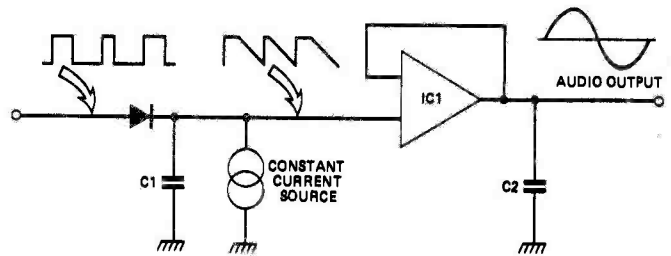 AUDIO OUTPUT
IC1
C1
CONSTANT
CURRENT
SOURCE
C2